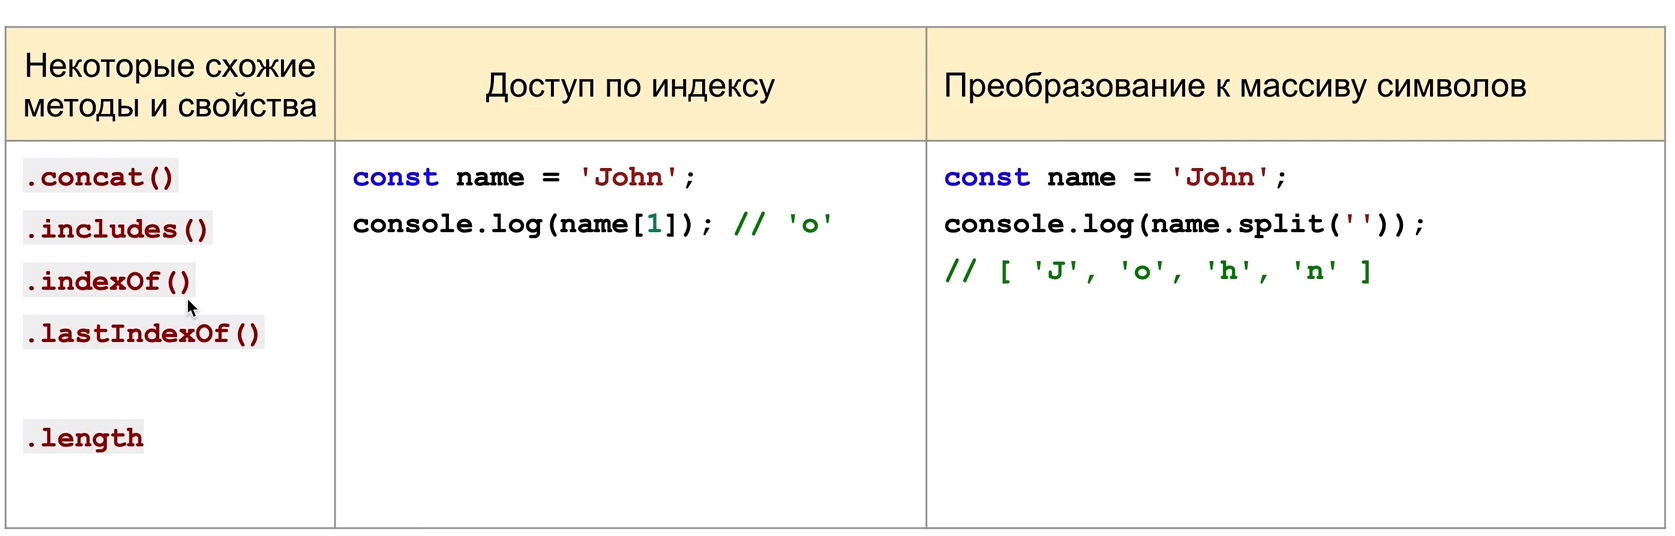 Некоторые схожие
методы и свойства
Доступ по индексу
Преобразование к массиву символов
.concat()
.includes()
.indexOf()
.lastIndexOf()
.length
const name = 'John';
console.log(name[1]); // 'o'
const name = 'John';
console.log(name.split(''));
// [ 'J', 'o', 'h', 'n' ]